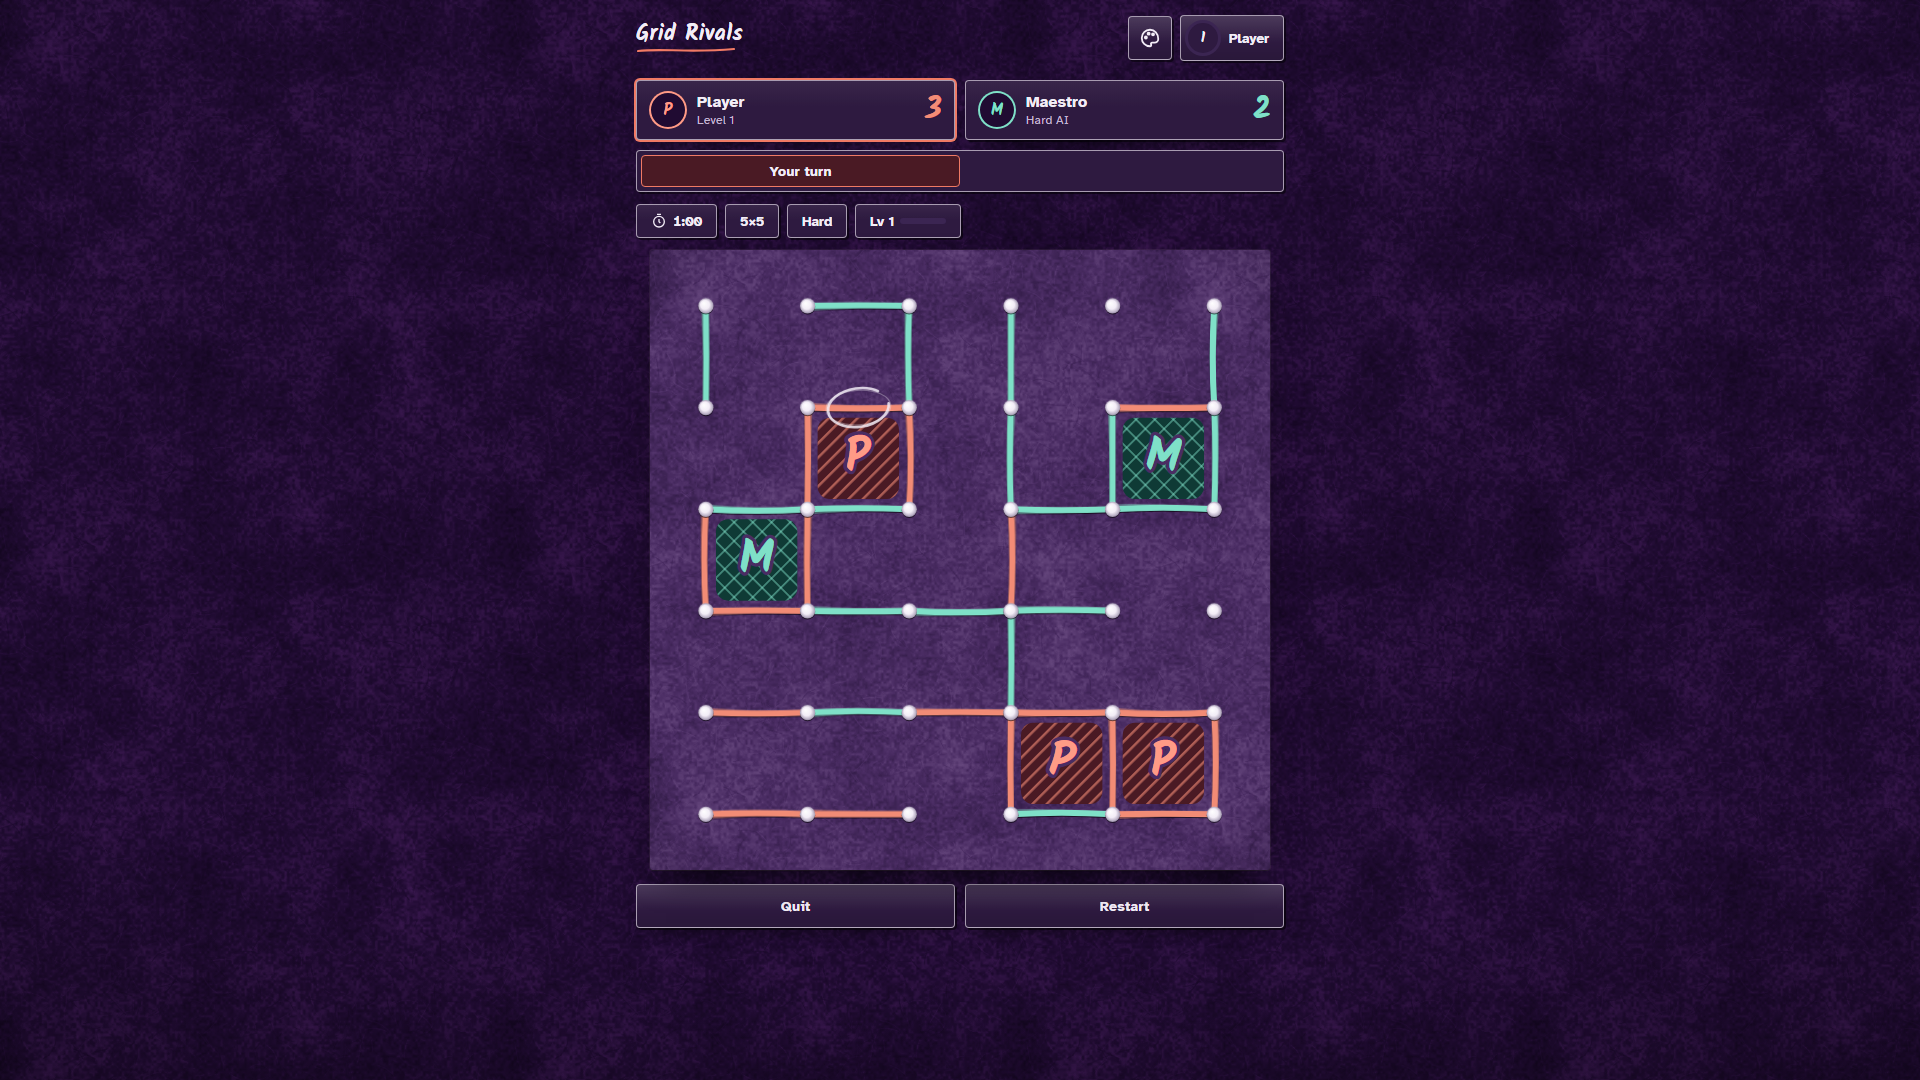 Grid Rivals
I Player
P Player 3
Level 1
M Maestro 2
Hard AI
Your turn
1:00 5×5 Hard Lv 1
P M
M
P P
Quit Restart